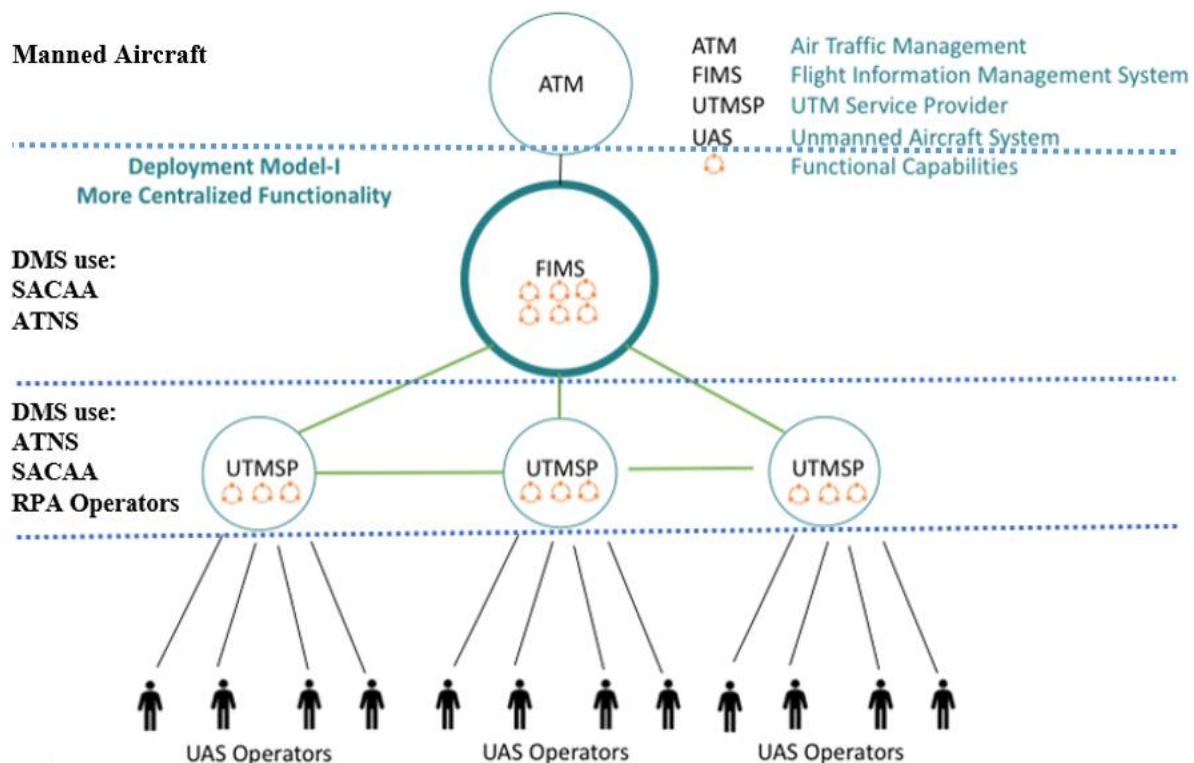 Manned Aircraft
ATM
ATM Air Traffic Management
FIMS Flight Information Management System
UTMSP UTM Service Provider
UAS Unmanned Aircraft System
Functional Capabilities
Deployment Model-I
More Centralized Functionality
DMS use:
SACAA
ATNS
FIMS
DMS use:
ATNS
SACAA
RPA Operators
UTMSP
UTMSP
UTMSP
UAS Operators
UAS Operators
UAS Operators